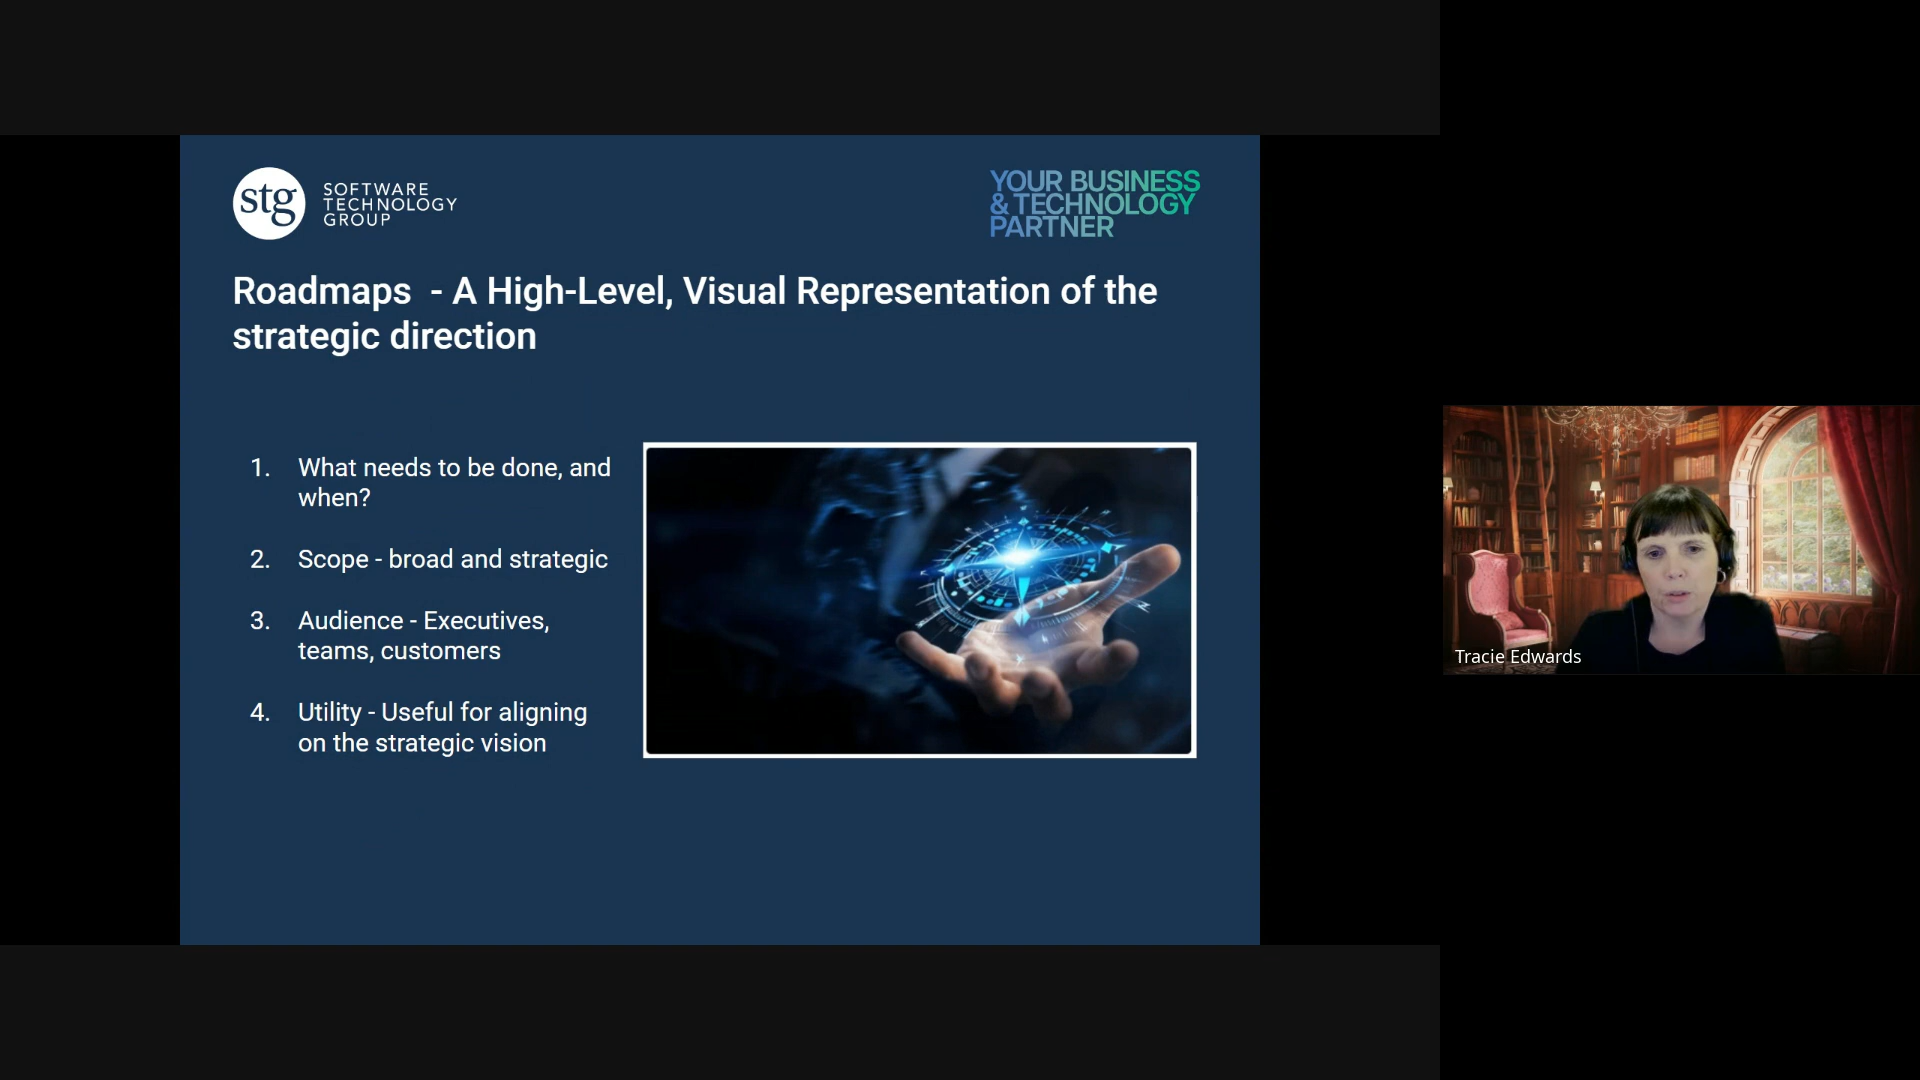 stg
SOFTWARE
TECHNOLOGY
GROUP
YOUR BUSINESS
& TECHNOLOGY
PARTNER
Roadmaps - A High-Level, Visual Representation of the
strategic direction
1. What needs to be done, and
when?
2. Scope - broad and strategic
3. Audience - Executives,
teams, customers
4. Utility - Useful for aligning
on the strategic vision
Tracie Edwards